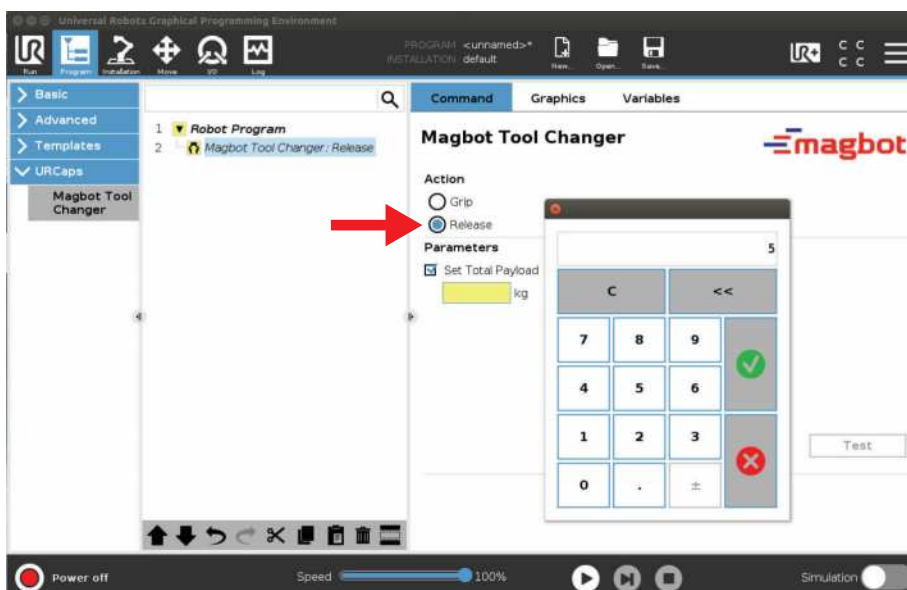 Universal Robots Graphical Programming Environment
PROGRAM <unnamed>*
INSTALLATION default
Run
Program
Installation
Move
I/O
Log
New...
Open...
Save...
UR+
C C
C C
Basic
Advanced
Templates
URCaps
Magbot Tool
Changer
1 Robot Program
2 Magbot Tool Changer: Release
Command Graphics Variables
Magbot Tool Changer
magbot
Action
Grip
Release
Parameters
Set Total Payload
kg
5
C <<
7 8 9
4 5 6
1 2 3
0 . ±
Test
Power off
Speed 100%
Simulation